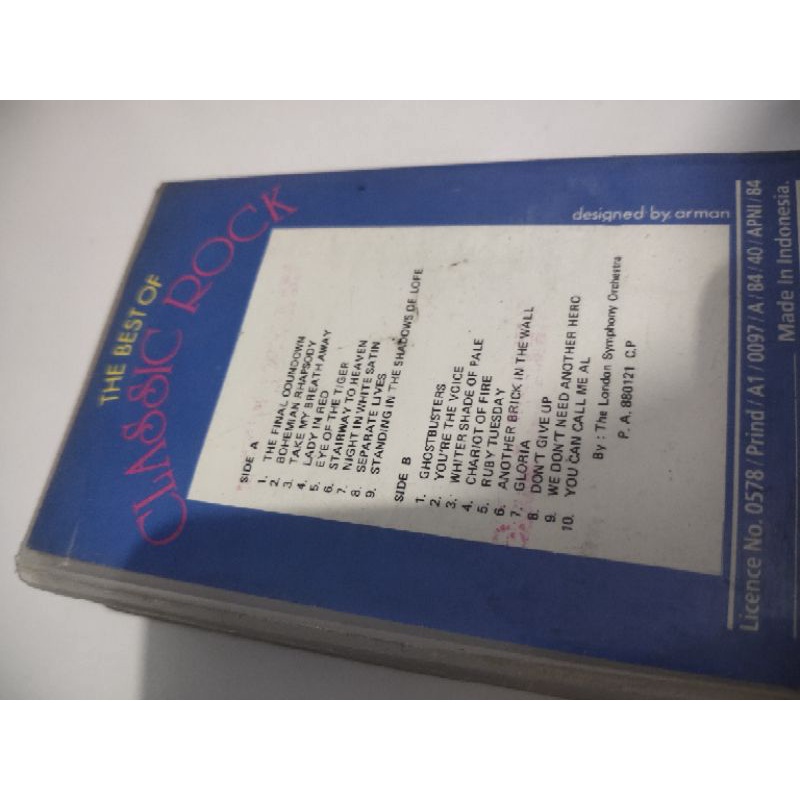 THE BEST OF
CLASSIC ROCK
SIDE A
1. THE FINAL COUNDOWN
2. BOHEMIAN RHAPSODY
3. TAKE MY BREATH AWAY
4. LADY IN RED
5. EYE OF THE TIGER
6. STAIRWAY TO HEAVEN
7. NIGHT IN WHITE SATIN
8. SEPARATE LIVES
9. STANDING IN THE SHADOWS OF LOFE
SIDE B
1. GHOSTBUSTERS
2. YOU'RE THE VOICE
3. WHITER SHADE OF PALE
4. CHARIOT OF FIRE
5. RUBY TUESDAY
6. ANOTHER BRICK IN THE WALL
7. GLORIA
8. DON'T GIVE UP
9. WE DON'T NEED ANOTHER HERO
10. YOU CAN CALL ME AL
By : The London Symphony Orchestra
P. A. 880121 C.P
designed by arman
Licence No. 0578 / Prind / A1 / 0097 / A / 84 / 40 / APNI / 84
Made In Indonesia.